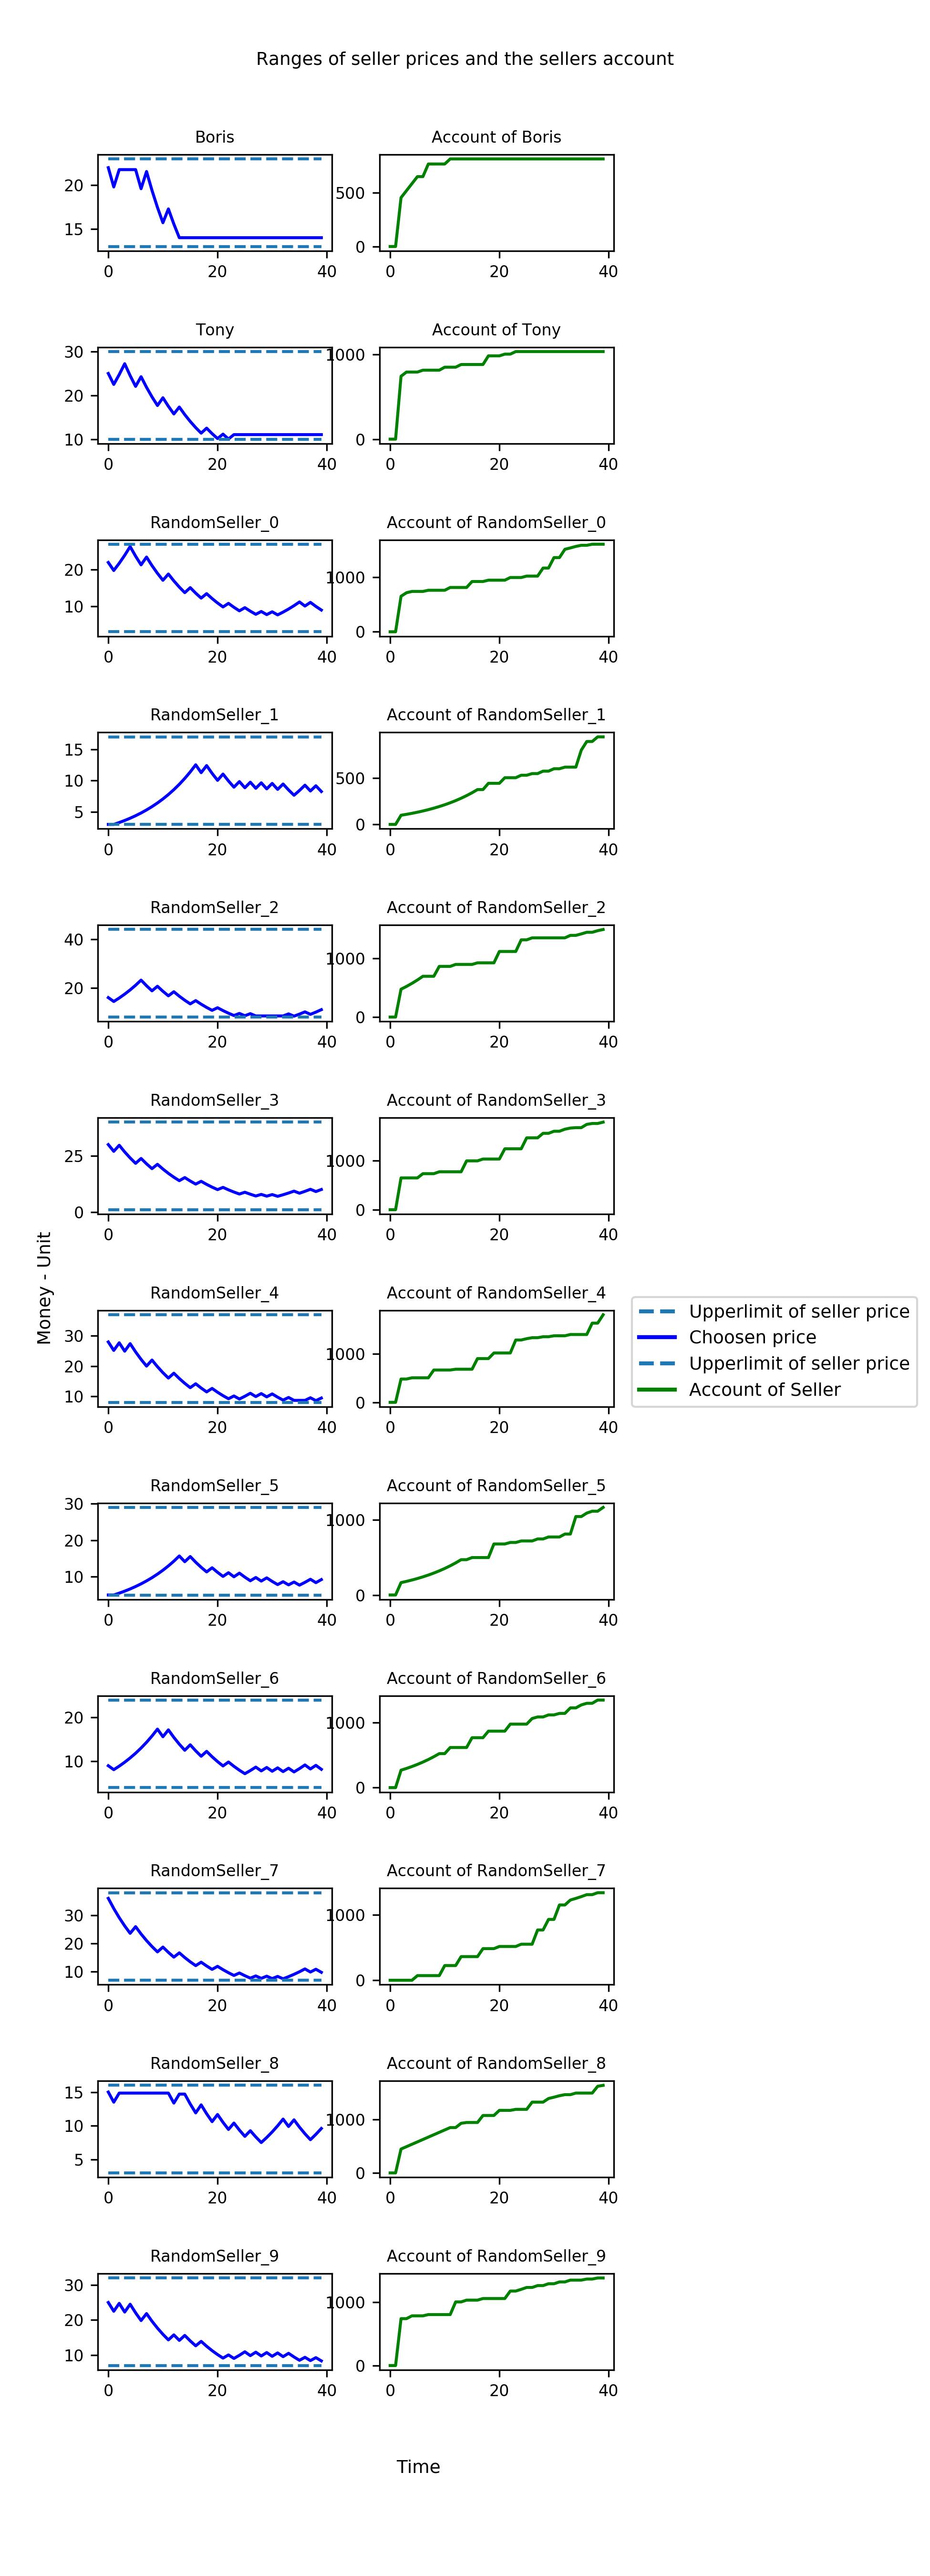 Ranges of seller prices and the sellers account
Boris
Account of Boris
20
15
0 20 40
500
0
0 20 40
Tony
Account of Tony
30
20
10
0 20 40
1000
0
0 20 40
RandomSeller_0
Account of RandomSeller_0
20
10
0 20 40
1000
0
0 20 40
RandomSeller_1
Account of RandomSeller_1
15
10
5
0 20 40
500
0
0 20 40
RandomSeller_2
Account of RandomSeller_2
40
20
0 20 40
1000
0
0 20 40
RandomSeller_3
Account of RandomSeller_3
25
0
0 20 40
1000
0
0 20 40
Money - Unit
RandomSeller_4
Account of RandomSeller_4
30
20
10
0 20 40
1000
0
0 20 40
Upperlimit of seller price
Choosen price
Upperlimit of seller price
Account of Seller
RandomSeller_5
Account of RandomSeller_5
30
20
10
0 20 40
1000
0
0 20 40
RandomSeller_6
Account of RandomSeller_6
20
10
0 20 40
1000
0
0 20 40
RandomSeller_7
Account of RandomSeller_7
30
20
10
0 20 40
1000
0
0 20 40
RandomSeller_8
Account of RandomSeller_8
15
10
5
0 20 40
1000
0
0 20 40
RandomSeller_9
Account of RandomSeller_9
30
20
10
0 20 40
1000
0
0 20 40
Time